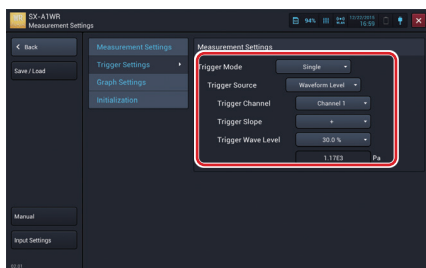 SX-A1WR
Measurement Settings
94%
12/22/2015
16:59
Back
Save / Load
Manual
Input Settings
Measurement Settings
Trigger Settings
Graph Settings
Initialization
Measurement Settings
Trigger Mode Single
Trigger Source Waveform Level
Trigger Channel Channel 1
Trigger Slope +
Trigger Wave Level 30.0 %
1.17E3 Pa